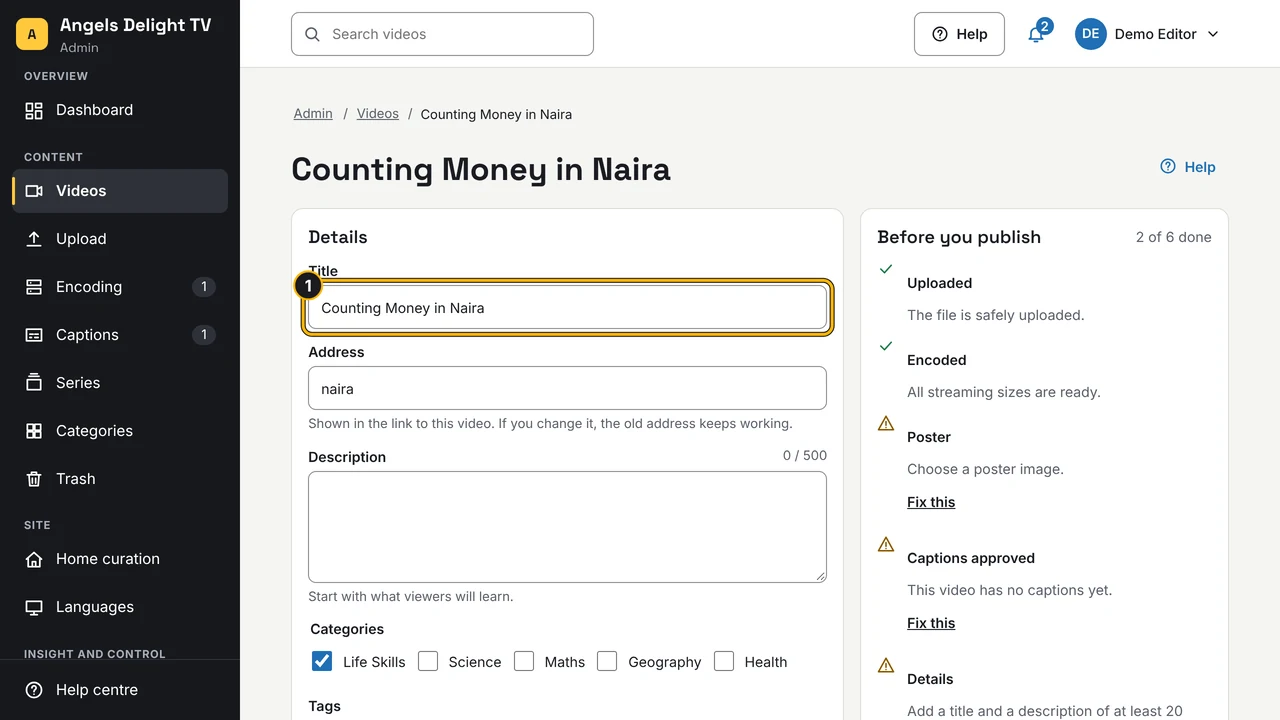 A
Angels Delight TV
Admin
OVERVIEW
Dashboard
CONTENT
Videos
Upload
Encoding 1
Captions 1
Series
Categories
Trash
SITE
Home curation
Languages
INSIGHT AND CONTROL
Help centre
Search videos
Help
2
DE
Demo Editor
Admin / Videos / Counting Money in Naira
Counting Money in Naira
Help
Details
Title
1
Counting Money in Naira
Address
naira
Shown in the link to this video. If you change it, the old address keeps working.
Description 0 / 500
Start with what viewers will learn.
Categories
Life Skills Science Maths Geography Health
Tags
Before you publish 2 of 6 done
Uploaded
The file is safely uploaded.
Encoded
All streaming sizes are ready.
Poster
Choose a poster image.
Fix this
Captions approved
This video has no captions yet.
Fix this
Details
Add a title and a description of at least 20